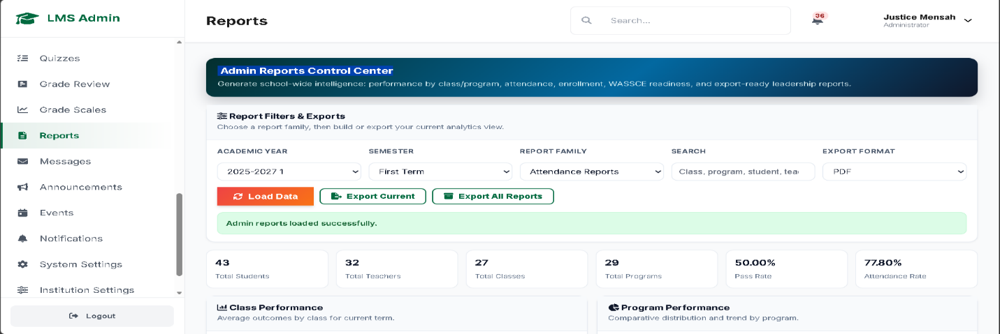 LMS Admin
Quizzes
Grade Review
Grade Scales
Reports
Messages
Announcements
Events
Notifications
System Settings
Institution Settings
Logout
Reports
Search...
36
Justice Mensah
Administrator
Admin Reports Control Center
Generate school-wide intelligence: performance by class/program, attendance, enrollment, WASSCE readiness, and export-ready leadership reports.
Report Filters & Exports
Choose a report family, then build or export your current analytics view.
ACADEMIC YEAR
2025-2027 1
SEMESTER
First Term
REPORT FAMILY
Attendance Reports
SEARCH
Class, program, student, tea
EXPORT FORMAT
PDF
Load Data
Export Current
Export All Reports
Admin reports loaded successfully.
43
Total Students
32
Total Teachers
27
Total Classes
29
Total Programs
50.00%
Pass Rate
77.80%
Attendance Rate
Class Performance
Average outcomes by class for current term.
Program Performance
Comparative distribution and trend by program.